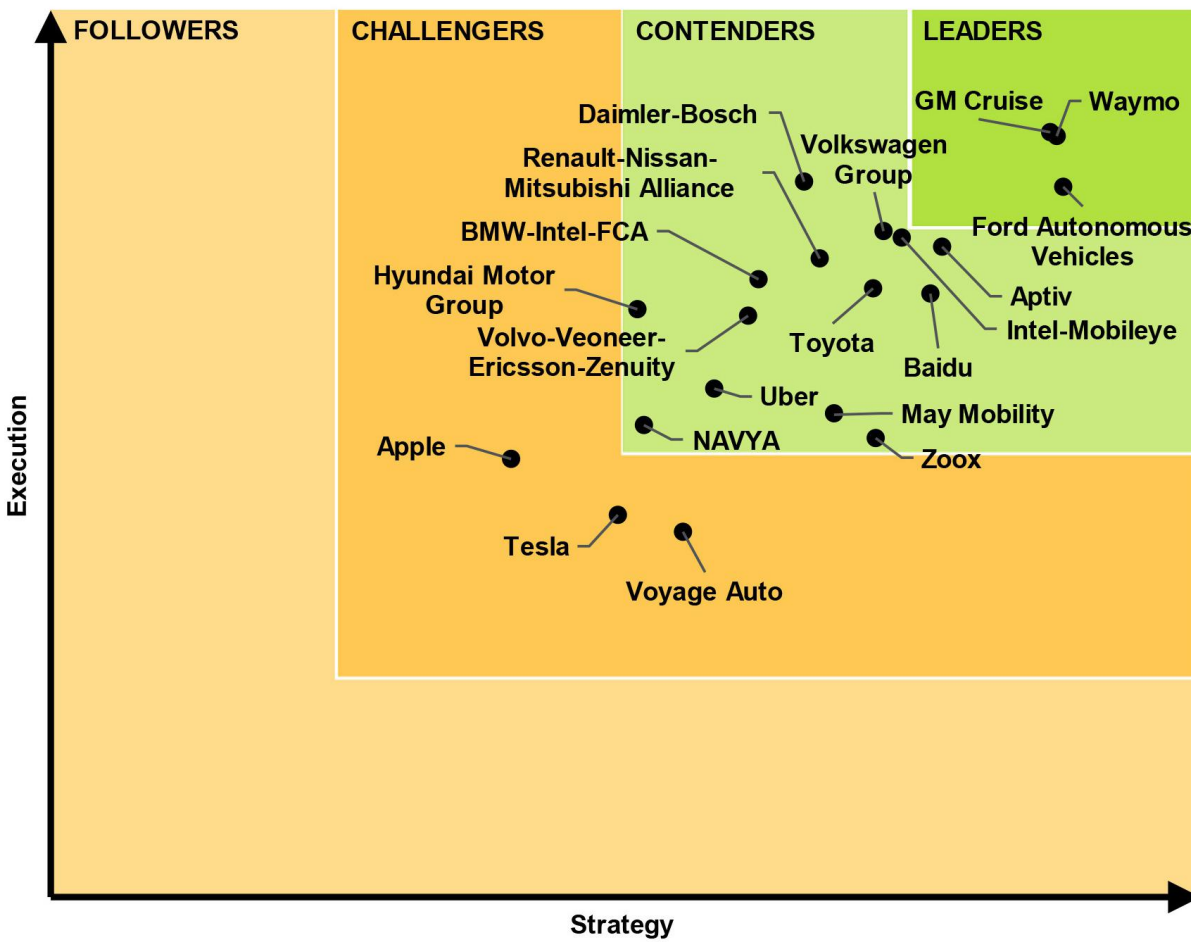 FOLLOWERS
CHALLENGERS
CONTENDERS
LEADERS
GM Cruise
Waymo
Daimler-Bosch
Volkswagen
Group
Renault-Nissan-
Mitsubishi Alliance
Ford Autonomous
Vehicles
BMW-Intel-FCA
Hyundai Motor
Group
Aptiv
Intel-Mobileye
Volvo-Veoneer-
Ericsson-Zenuity
Toyota
Baidu
Uber
May Mobility
NAVYA
Zoox
Apple
Tesla
Voyage Auto
Execution
Strategy